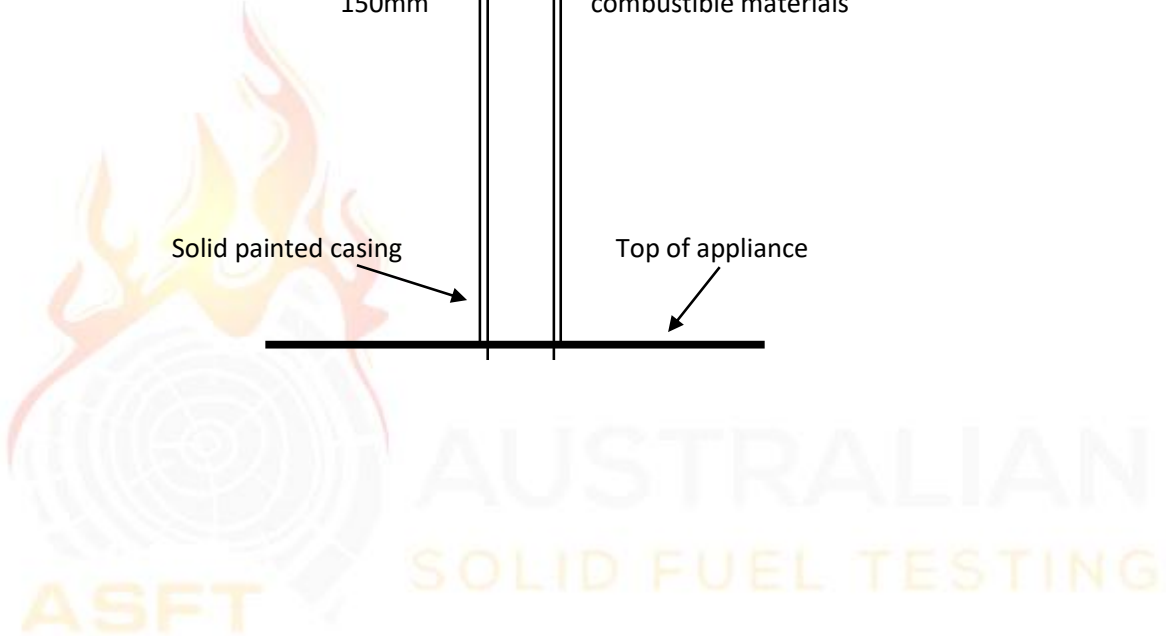 150mm combustible materials
Solid painted casing Top of appliance
AUSTRALIAN
SOLID FUEL TESTING
ASFT